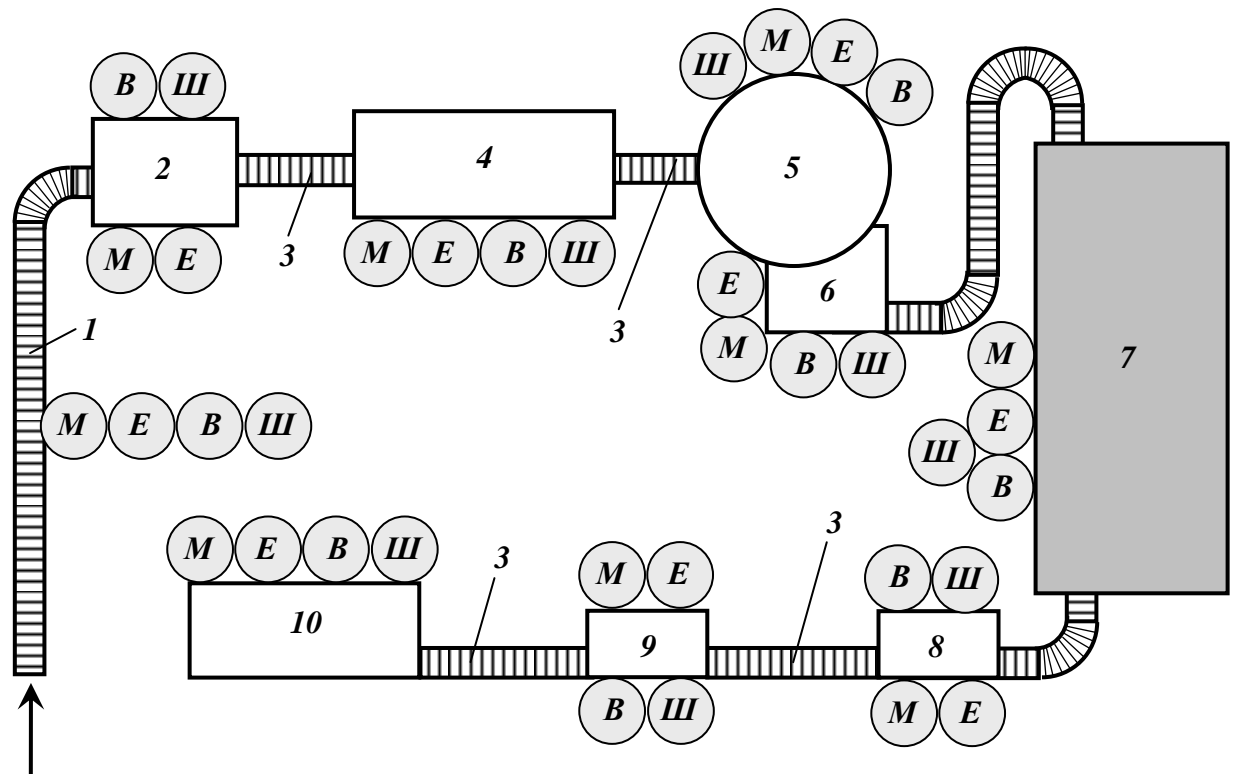 Ш М Е В
В Ш
2
4
5
М Е
М Е В Ш
3
3
Е
М
В Ш
6
1
М Е В Ш
М
Е
Ш
В
7
М Е В Ш
3
3
М Е
В Ш
10
9
8
В Ш
М Е